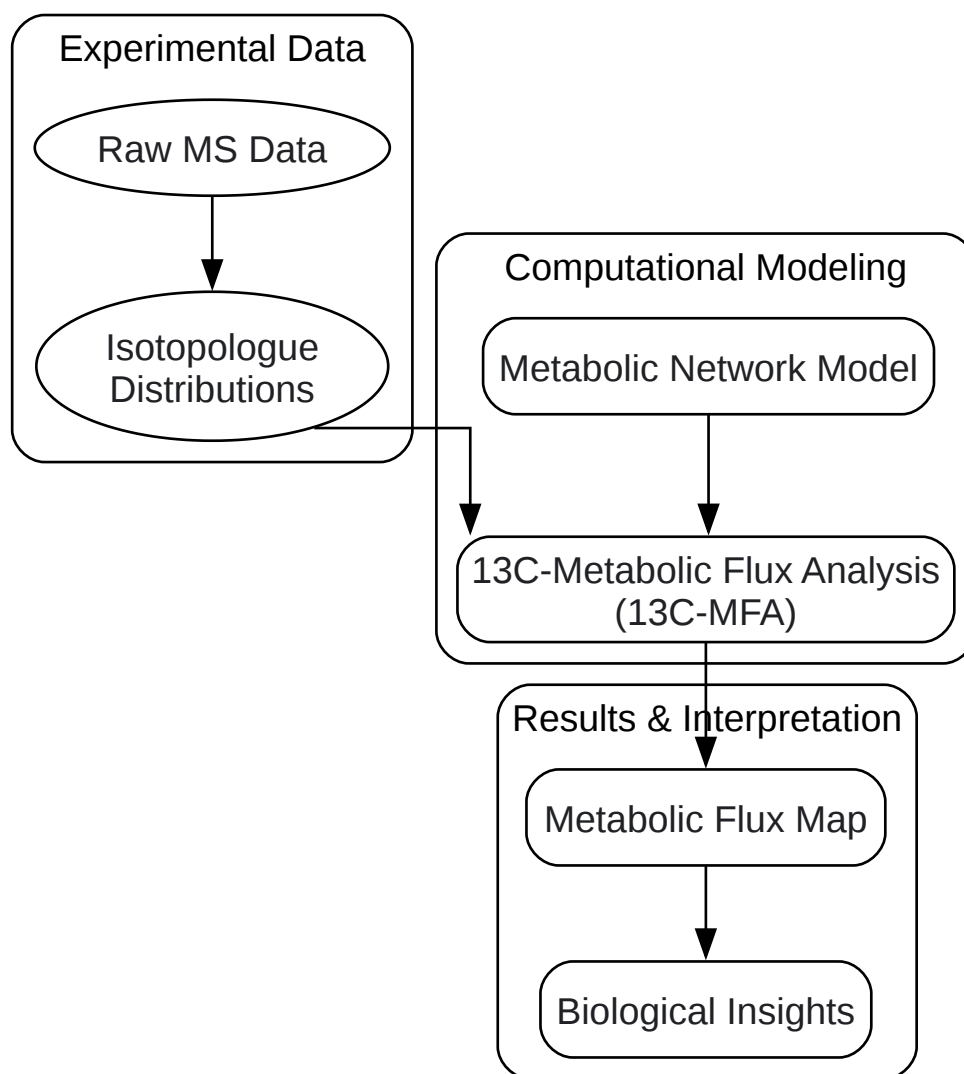 Experimental Data
Raw MS Data
Isotopologue
Distributions
Computational Modeling
Metabolic Network Model
13C-Metabolic Flux Analysis
(13C-MFA)
Results & Interpretation
Metabolic Flux Map
Biological Insights